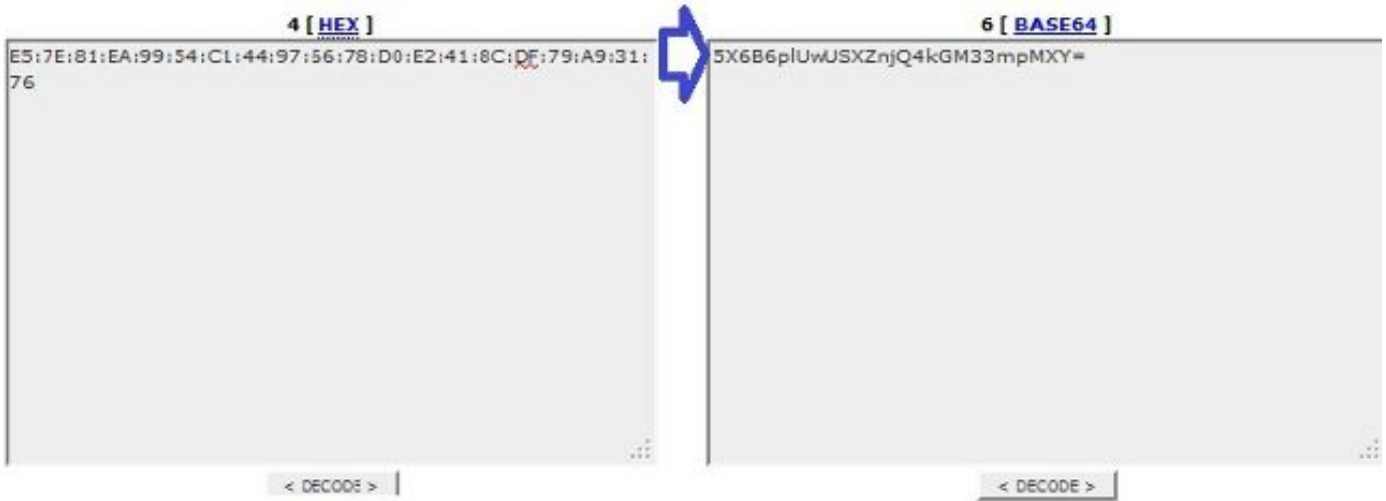 4 [ HEX ]
6 [ BASE64 ]
E5:7E:81:EA:99:54:C1:44:97:66:78:D0:E2:41:8C:DF:79:A9:31:
76
5X6B6plUwUSXZnjQ4kGM33mpMXY=
< DECODE >
< DECODE >